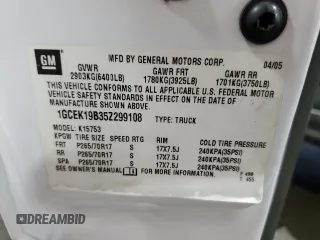 GM
MFD BY GENERAL MOTORS CORP. 04/05
GVWR GAWR FRT GAWR RR
2903KG(6400LB) 1780KG(3925LB) 1701KG(3750LB)
THIS VEHICLE CONFORMS TO ALL APPLICABLE U.S. FEDERAL MOTOR
VEHICLE SAFETY STANDARDS IN EFFECT ON THE DATE OF
MANUFACTURE SHOWN ABOVE.
1GCEK19B35Z299108 TYPE: TRUCK
MODEL: K15753
KPGM TIRE SIZE SPEED RTG RIM COLD TIRE PRESSURE
FRT P265/70R17 S 17X7.5J 240KPA(35PSI)
RR P265/70R17 S 17X7.5J 240KPA(35PSI)
SPA P265/70R17 S 17X7.5J 240KPA(35PSI)
SEE OWNER'S MANUAL FOR MORE INFORMATION.
© DEALERBID AMID